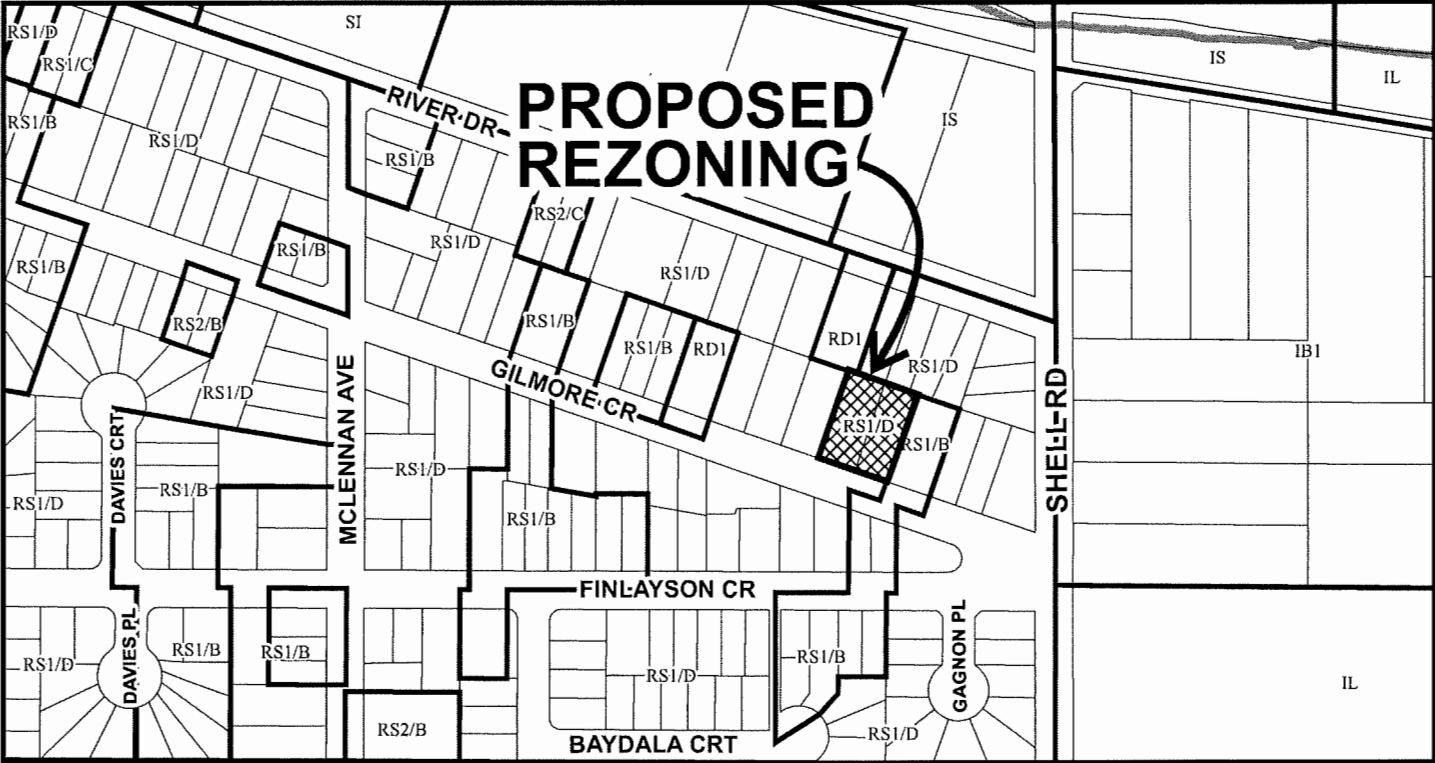 SI
RS1/D
RS1/C
IS
IL
RIVER DR
PROPOSED
REZONING
IS
RS1/B
RS1/D
RS1/B
RS2/C
RS1/D
RS1/B
RS1/B
RS1/D
RS2/B
RS1/B
RS1/B
RD1
RD1
RS1/D
IB1
MCLENNAN AVE
GILMORE CR
RS1/D
DAVIES CRT
SHELL RD
RS1/D
RS1/B
RS1/D
RS1/B
RS1/D
RS1/B
FINLAYSON CR
DAVIES PL
GAGNON PL
RS1/D
RS1/B
RS1/B
RS1/D
RS1/B
IL
RS2/B
RS1/D
BAYDALA CRT